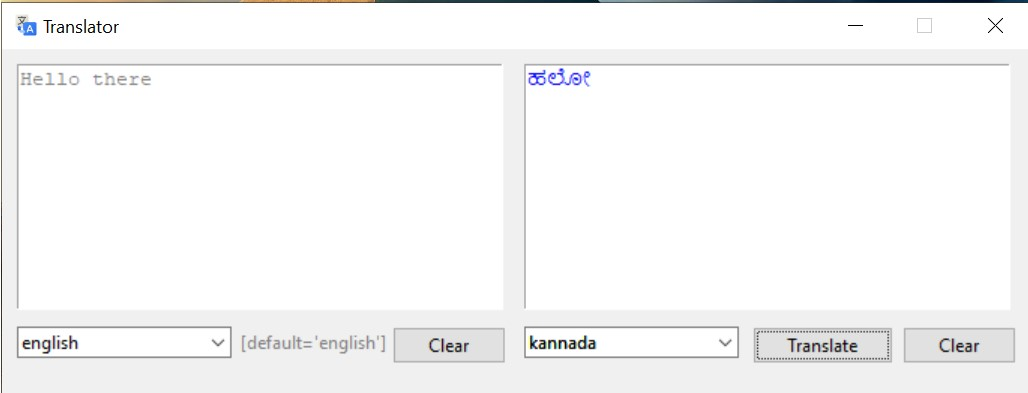 Translator
Hello there
ಹಲೋ
english
[default='english']
Clear
kannada
Translate
Clear